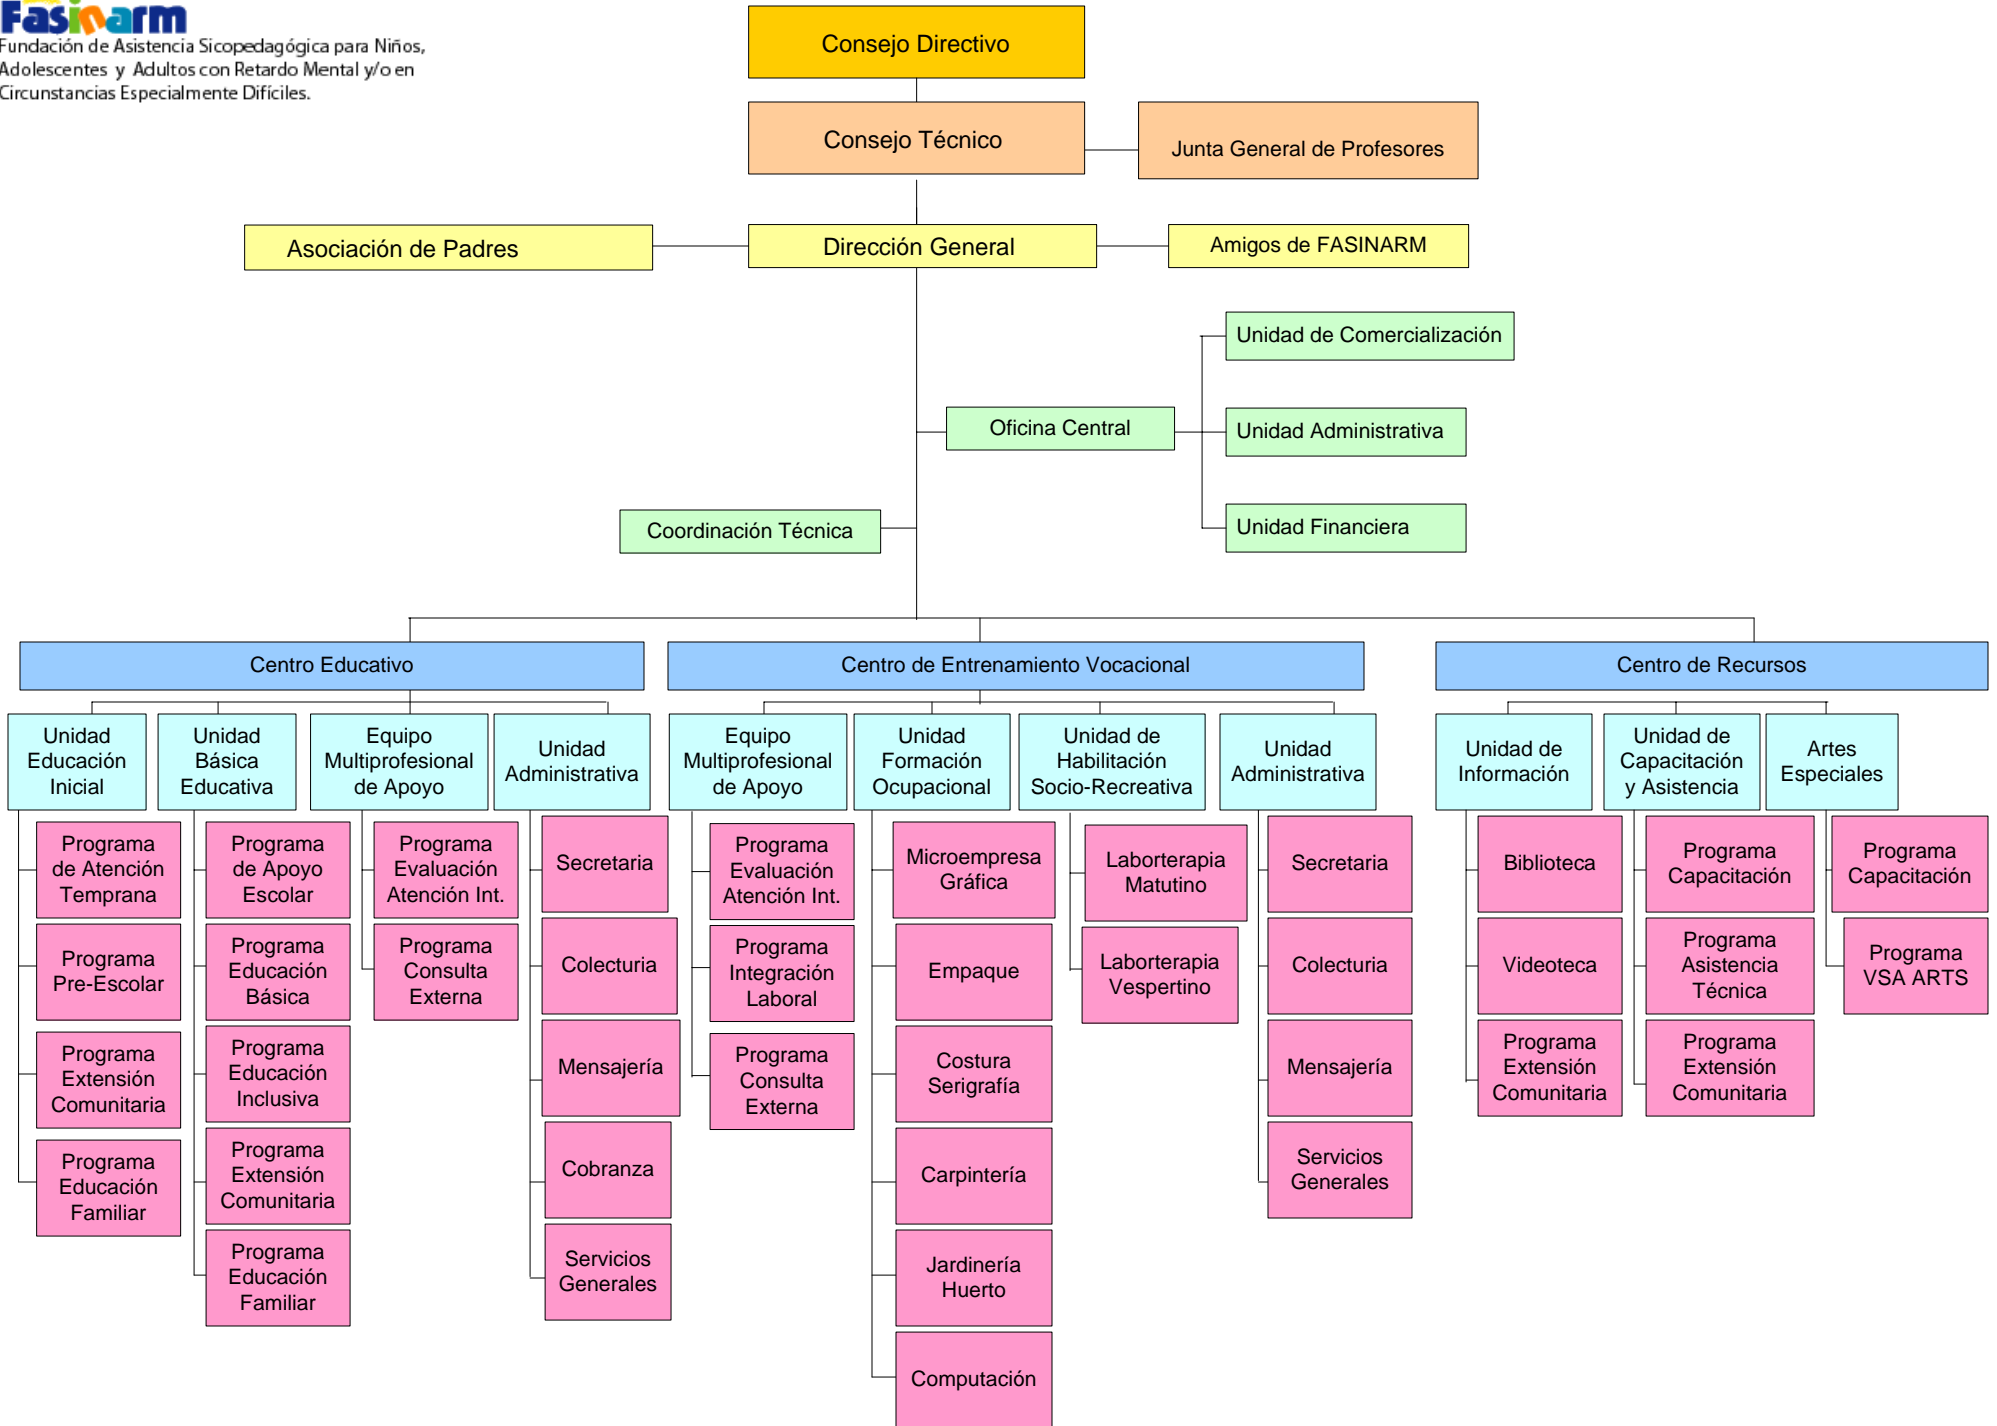 Fasinarm
Fundación de Asistencia Sicopedagógica para Niños,
Adolescentes y Adultos con Retardo Mental y/o en
Circunstancias Especialmente Difíciles.
Consejo Directivo
Consejo Técnico
Junta General de Profesores
Asociación de Padres
Dirección General
Amigos de FASINARM
Unidad de Comercialización
Oficina Central
Unidad Administrativa
Coordinación Técnica
Unidad Financiera
Centro Educativo
Centro de Entrenamiento Vocacional
Centro de Recursos
Unidad
Educación
Inicial
Unidad
Básica
Educativa
Equipo
Multiprofesional
de Apoyo
Unidad
Administrativa
Equipo
Multiprofesional
de Apoyo
Unidad
Formación
Ocupacional
Unidad de
Habilitación
Socio-Recreativa
Unidad
Administrativa
Unidad de
Información
Unidad de
Capacitación
y Asistencia
Artes
Especiales
Programa
de Atención
Temprana
Programa
Pre-Escolar
Programa
Extensión
Comunitaria
Programa
Educación
Familiar
Programa
de Apoyo
Escolar
Programa
Educación
Básica
Programa
Educación
Inclusiva
Programa
Extensión
Comunitaria
Programa
Educación
Familiar
Programa
Evaluación
Atención Int.
Programa
Consulta
Externa
Secretaria
Colecturia
Mensajería
Cobranza
Servicios
Generales
Programa
Evaluación
Atención Int.
Programa
Integración
Laboral
Programa
Consulta
Externa
Microempresa
Gráfica
Empaque
Costura
Serigrafía
Carpintería
Jardinería
Huerto
Computación
Laborterapia
Matutino
Laborterapia
Vespertino
Secretaria
Colecturia
Mensajería
Servicios
Generales
Biblioteca
Videoteca
Programa
Extensión
Comunitaria
Programa
Capacitación
Programa
Asistencia
Técnica
Programa
Extensión
Comunitaria
Programa
Capacitación
Programa
VSA ARTS